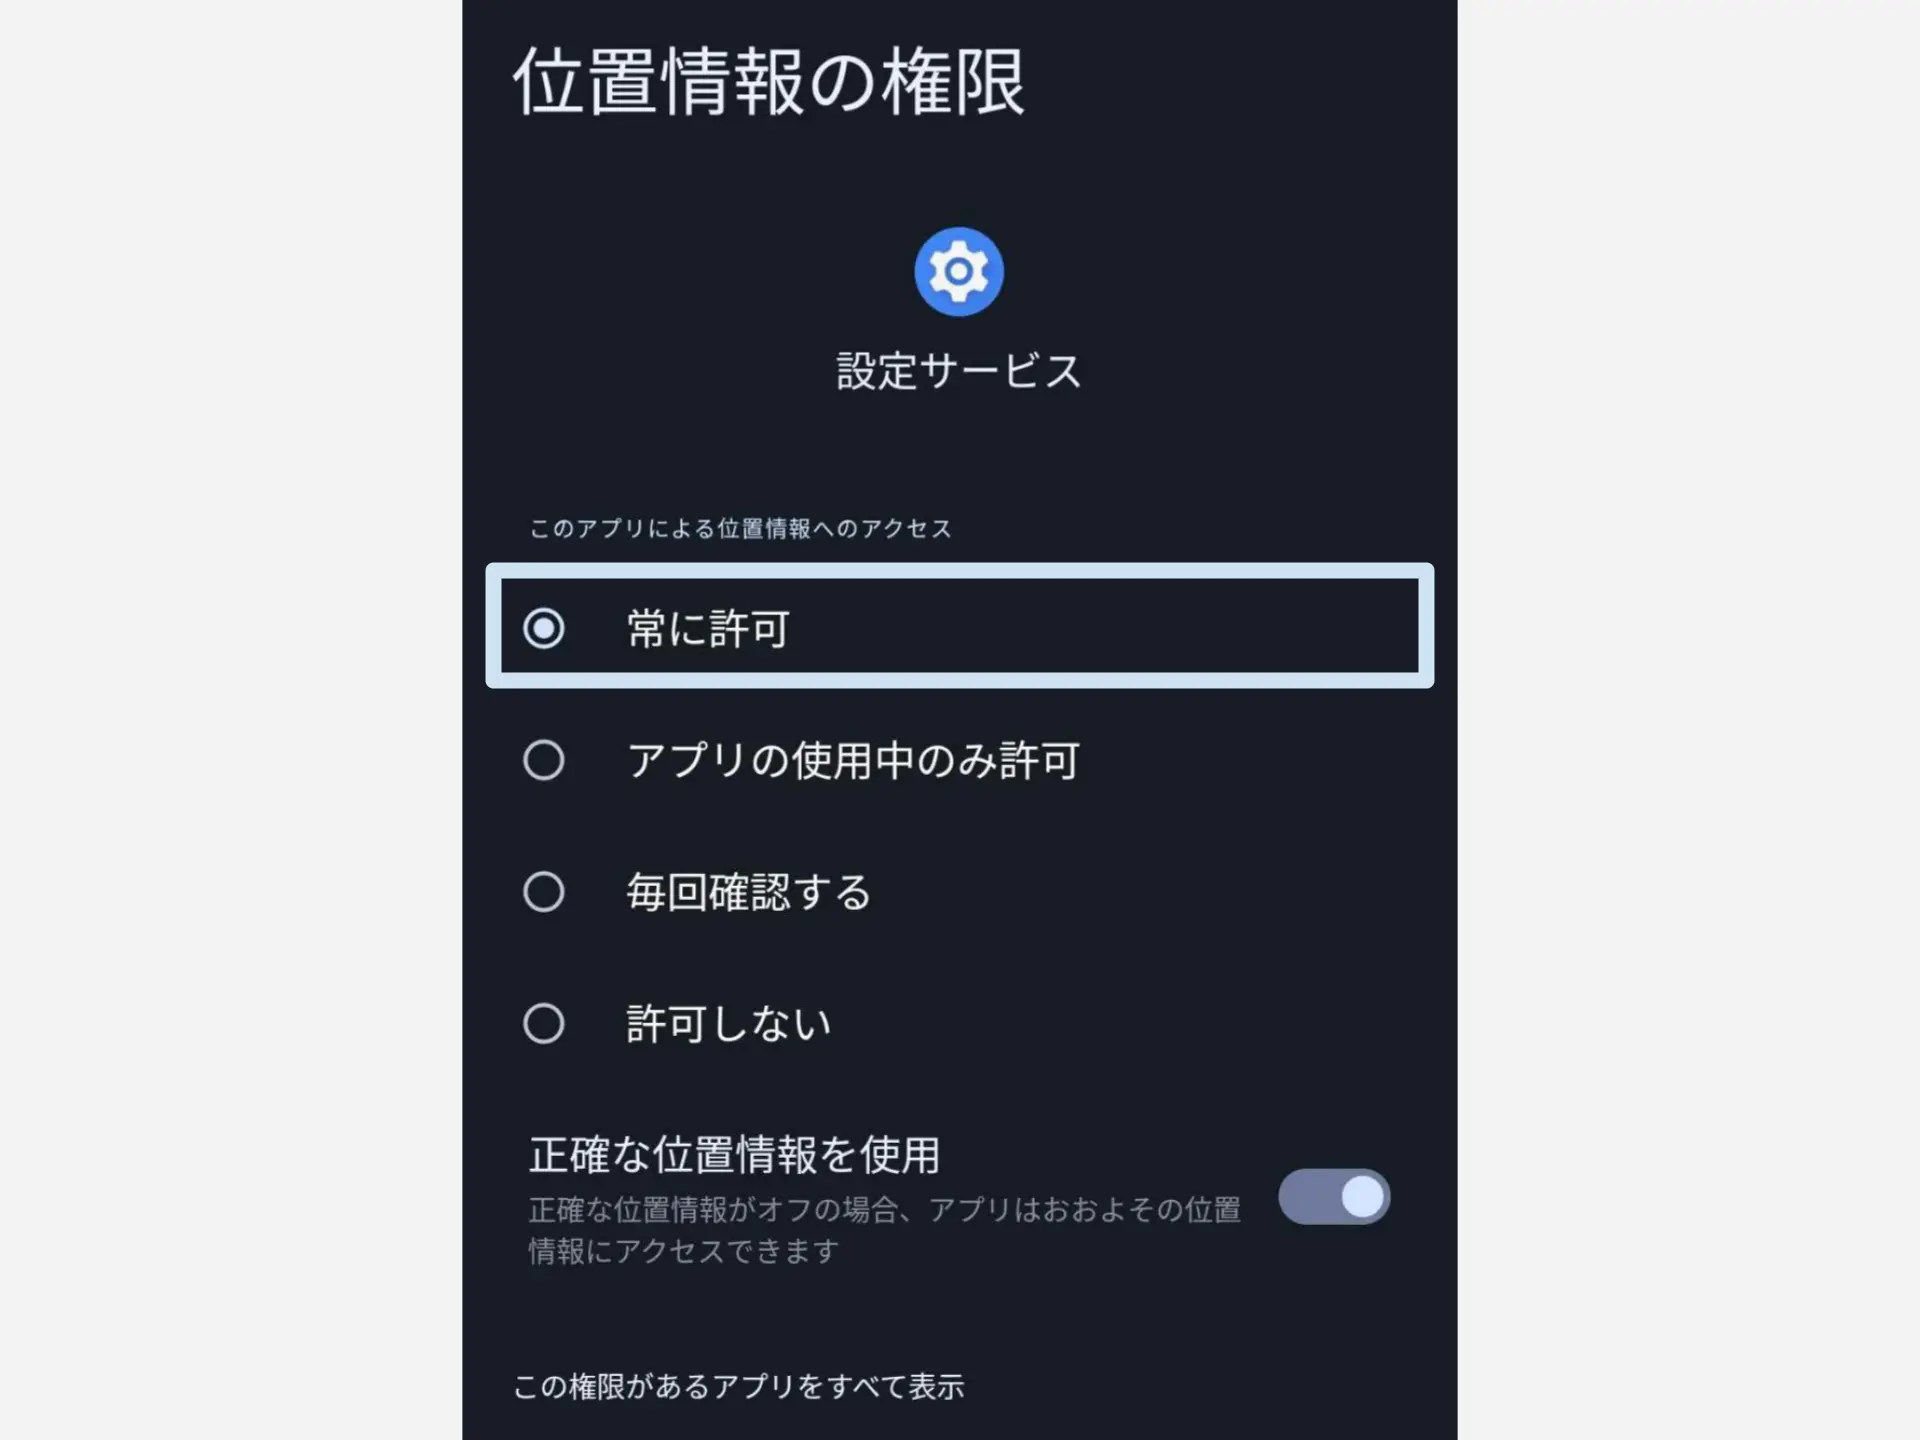 位置情報の権限
設定サービス
このアプリによる位置情報へのアクセス
常に許可
アプリの使用中のみ許可
毎回確認する
許可しない
正確な位置情報を使用
正確な位置情報がオフの場合、アプリはおおよその位置
情報にアクセスできます
この権限があるアプリをすべて表示